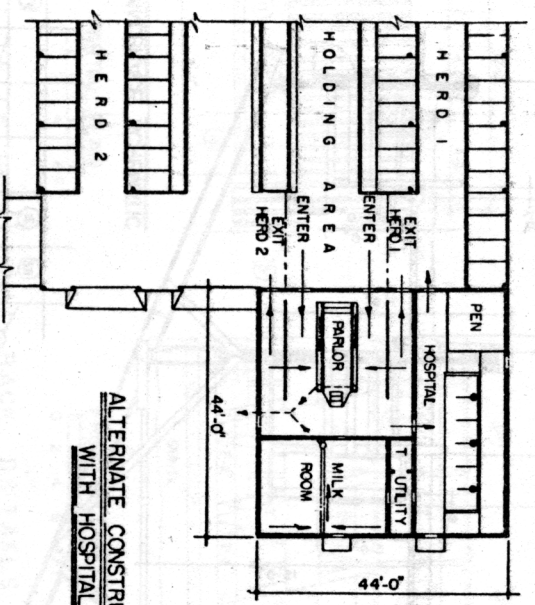 HERD 2
HOLDING AREA
HERD 1
EXIT
HERD 2
ENTER
ENTER
EXIT
HERD 1
PEN
HOSPITAL
PARLOR
T
UTILITY
MILK
ROOM
44'-0"
44'-0"
ALTERNATE CONSTR
WITH HOSPITAL